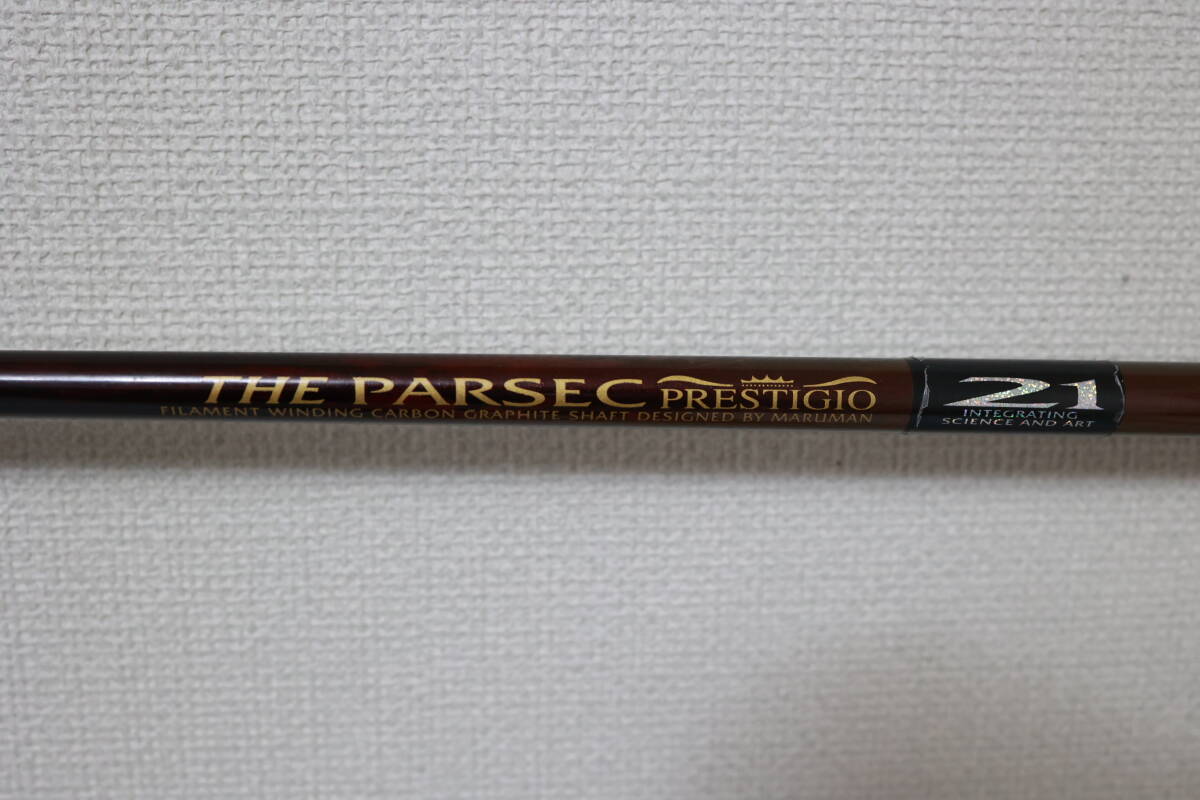 THE PARSEC PRESTIGIO
FILAMENT WINDING CARBON GRAPHITE SHAFT DESIGNED BY MARUMAN
21
INTEGRATING
SCIENCE AND ART